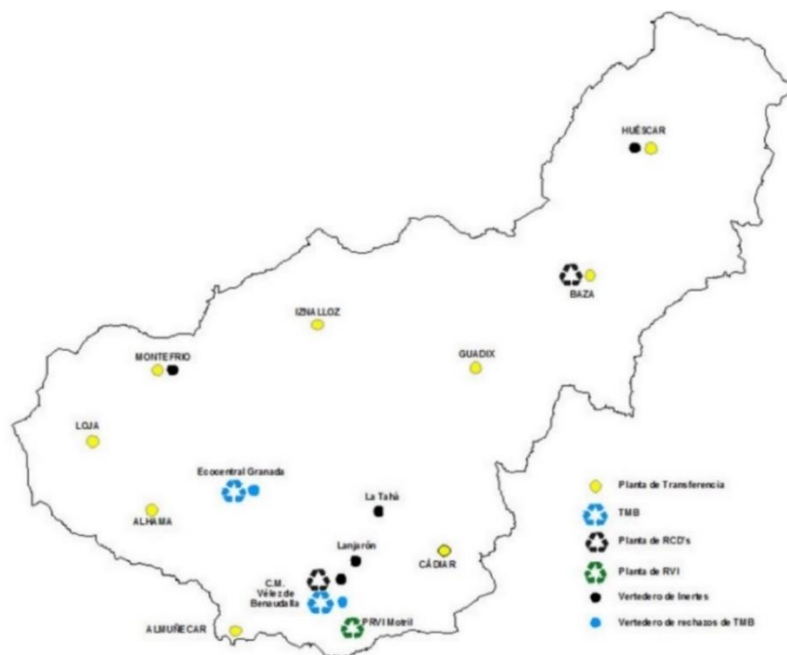 HUÉSCAR
BAZA
IZNALLOZ
GUADIX
MONTEFRIO
LOJA
Ecocentral Granada
La Tahá
ALHAMA
Lanjarón
CÁDIAR
C.M.
Vélez de
Benaudalla
ALMUÑECAR
PRVI Motril
Planta de Transferencia
TMB
Planta de RCD's
Planta de RVI
Vertedero de Inertes
Vertedero de rechazos de TMB